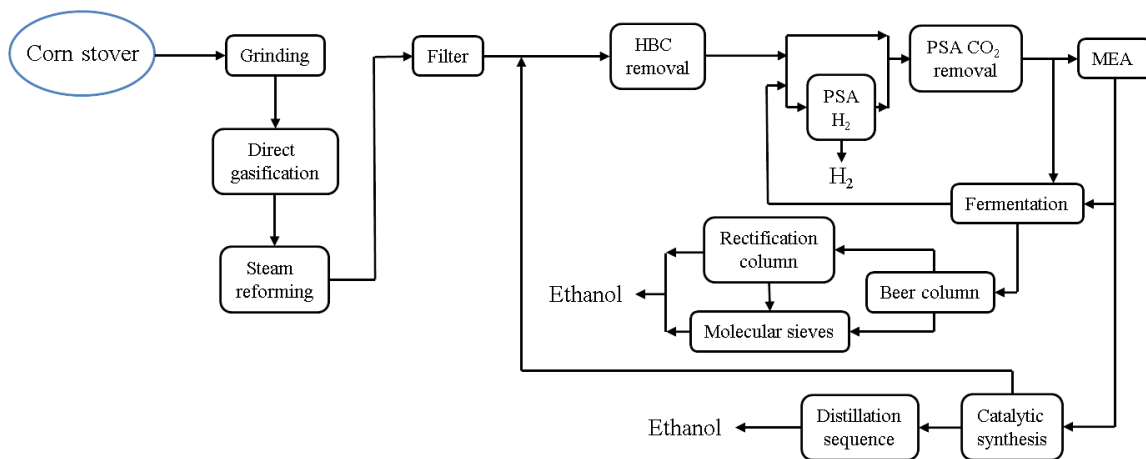 Corn stover
Grinding
Direct
gasification
Steam
reforming
Filter
HBC
removal
PSA
H₂
H₂
PSA CO₂
removal
MEA
Fermentation
Rectification
column
Beer column
Molecular sieves
Ethanol
Catalytic
synthesis
Distillation
sequence
Ethanol